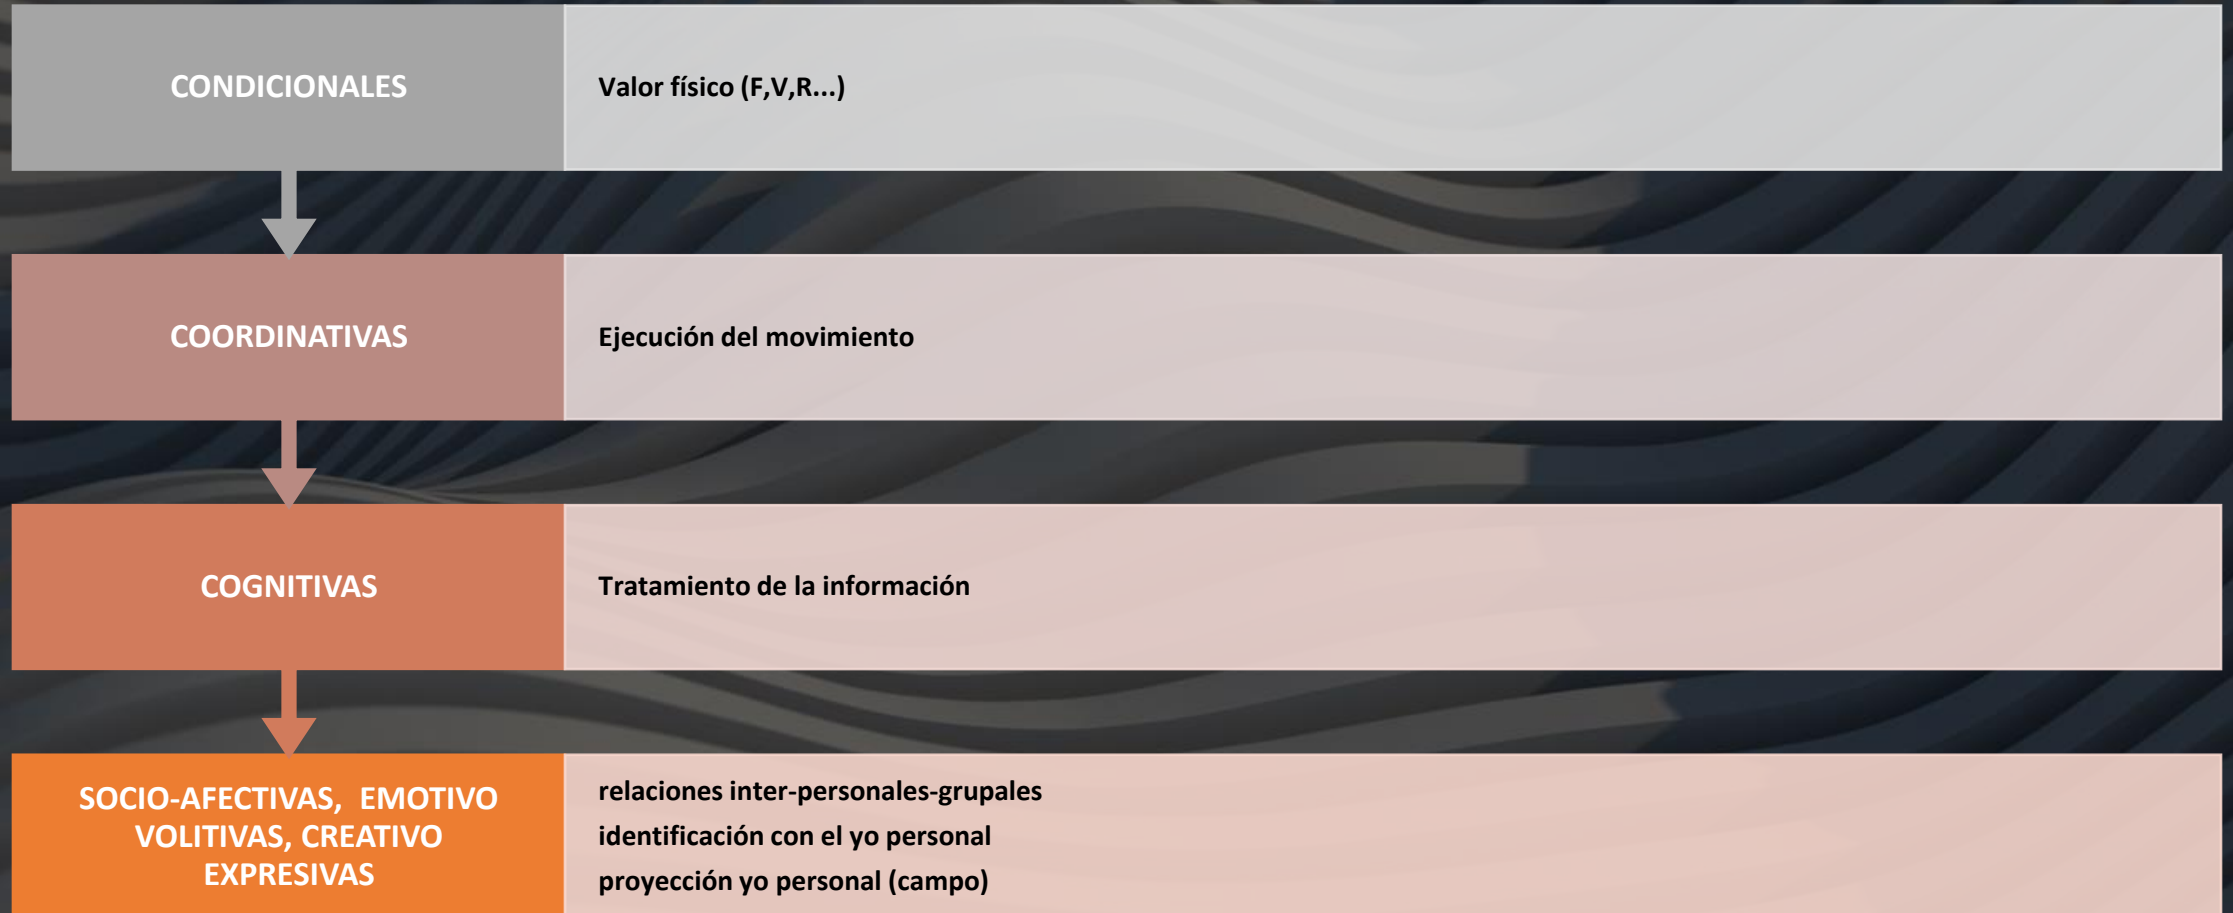 CONDICIONALES
Valor físico (F,V,R...)
COORDINATIVAS
Ejecución del movimiento
COGNITIVAS
Tratamiento de la información
SOCIO-AFECTIVAS, EMOTIVO
VOLITIVAS, CREATIVO
EXPRESIVAS
relaciones inter-personales-grupales
identificación con el yo personal
proyección yo personal (campo)